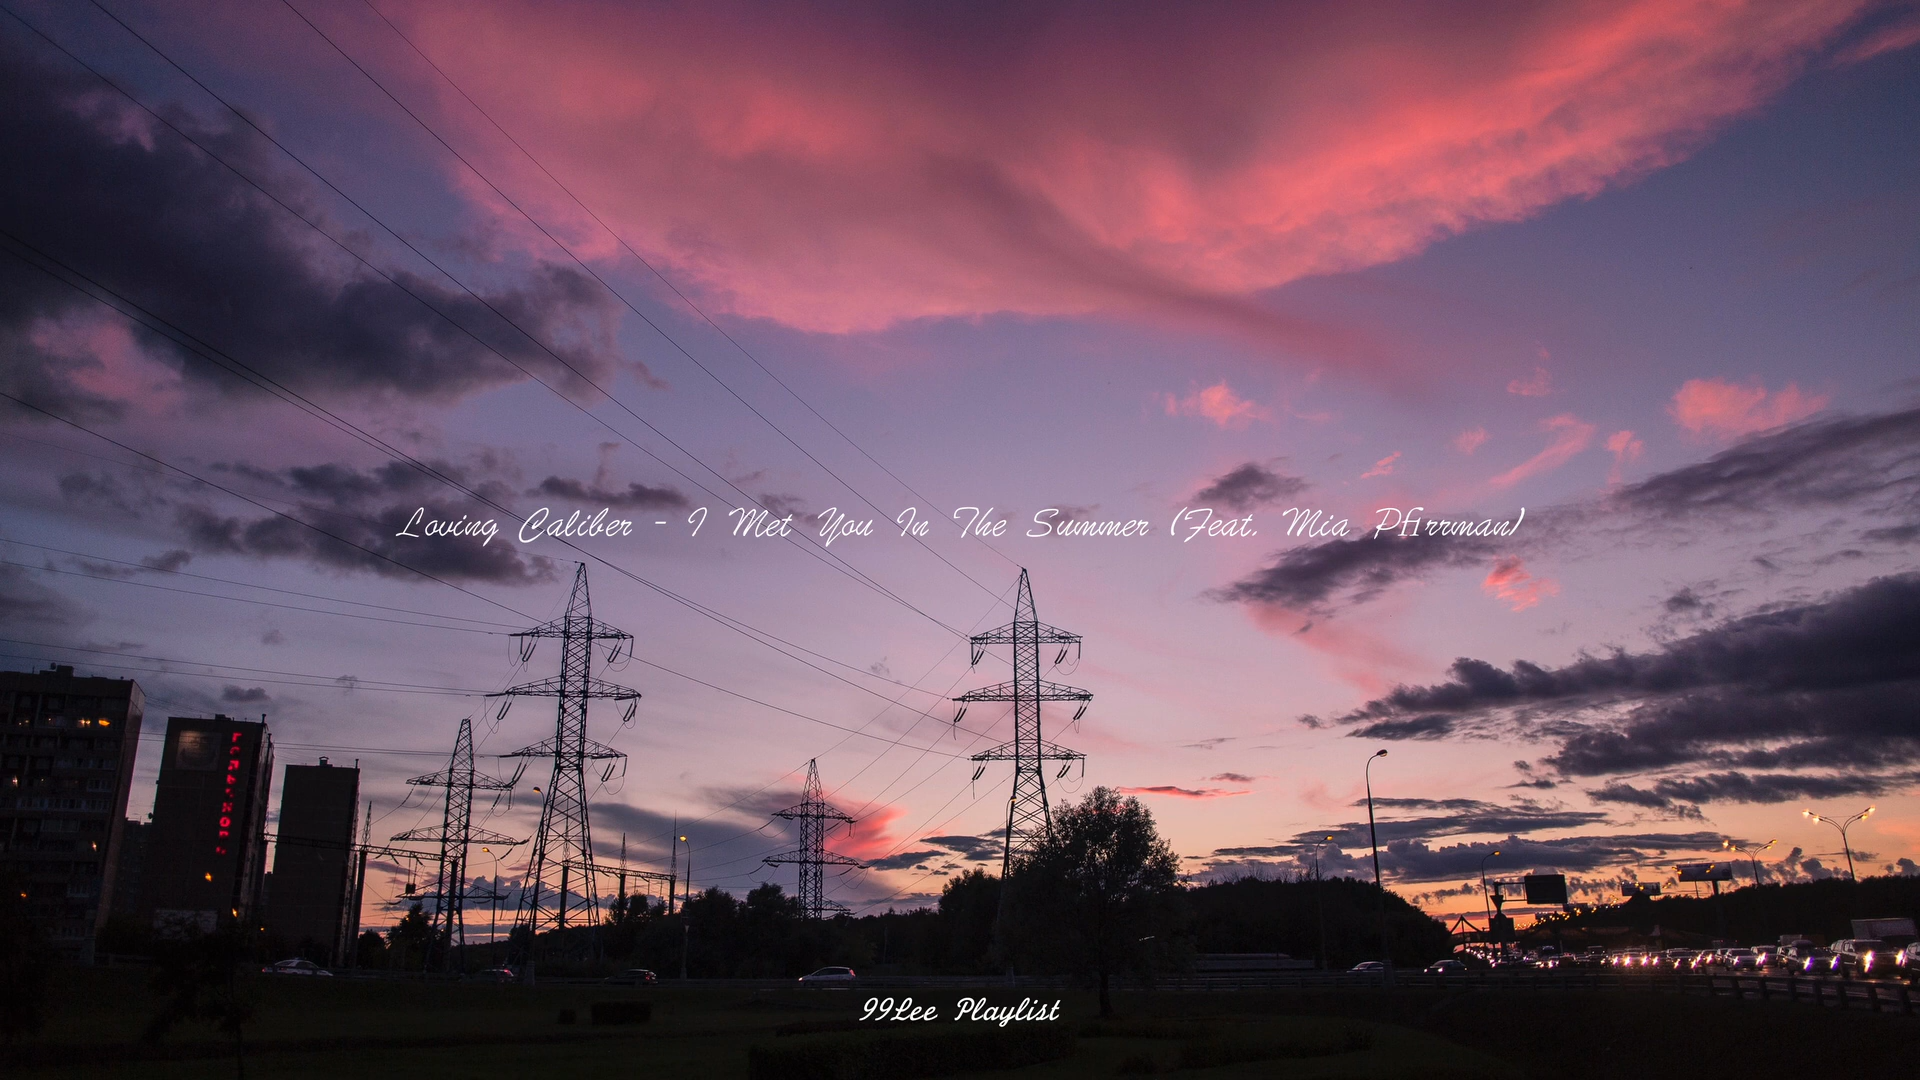 Loving Caliber - I Met You In The Summer (Feat. Mia Pfirrman)
99Lee Playlist